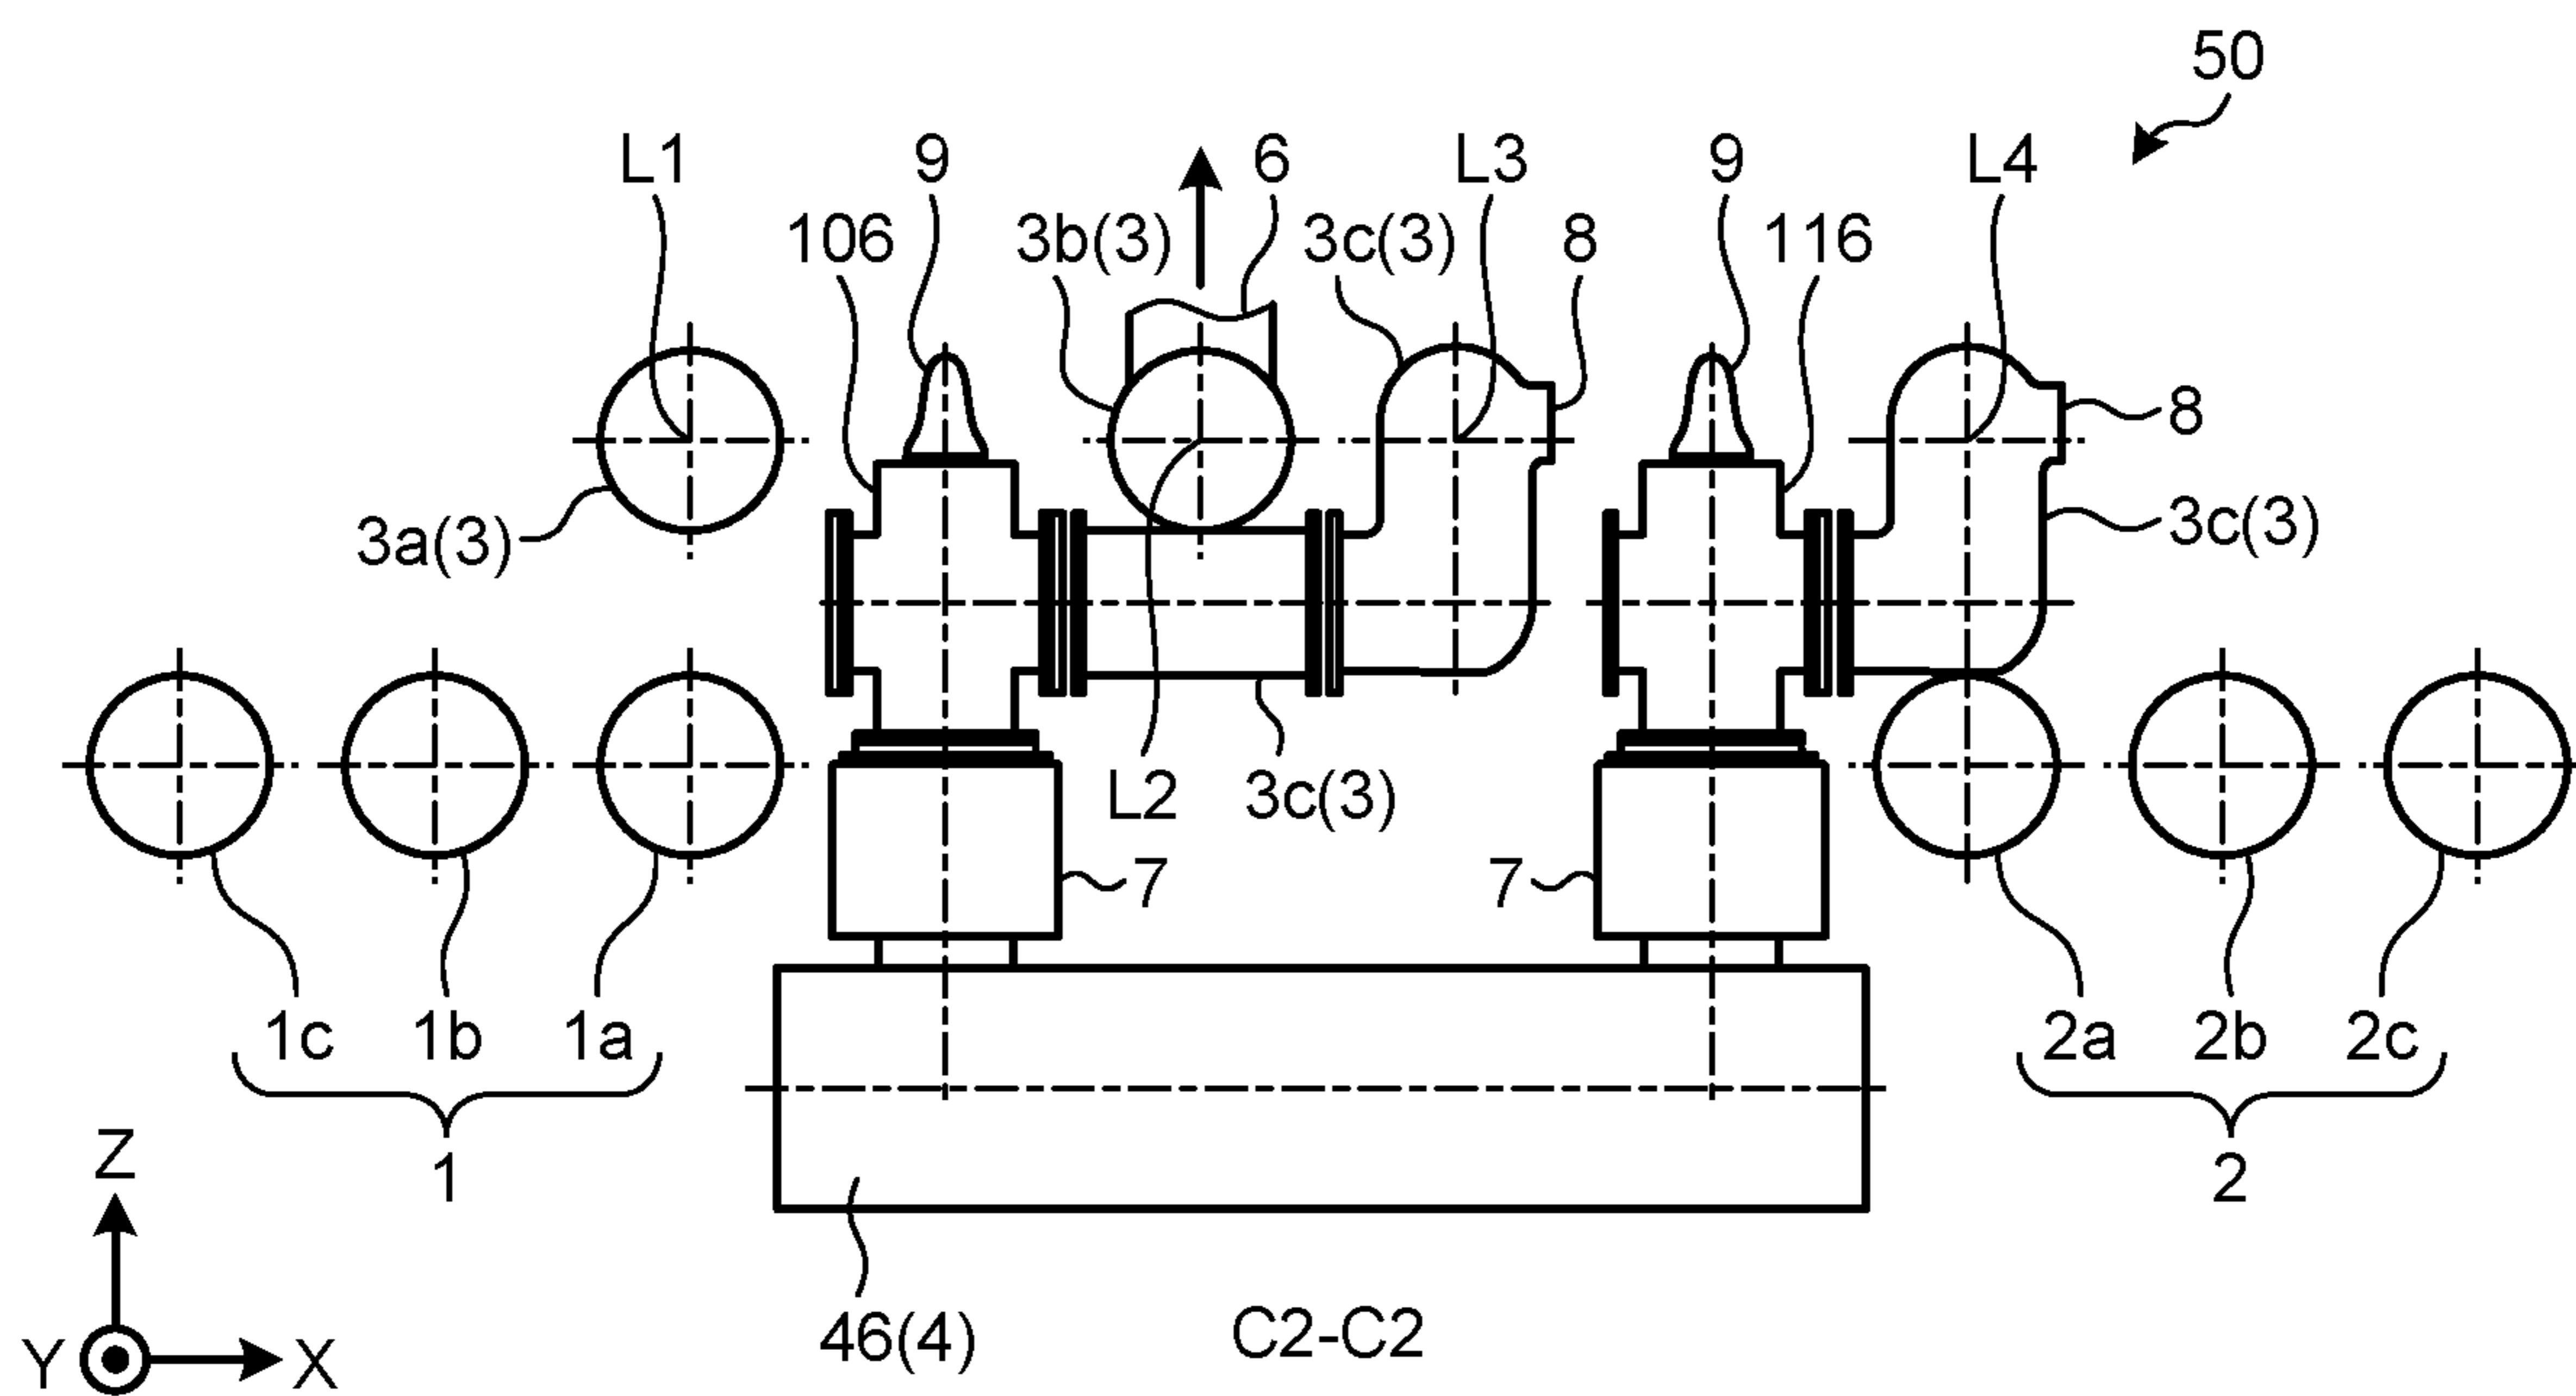 50
L1
9
6
L3
9
L4
106
3b(3)
3c(3)
8
116
8
3a(3)
3c(3)
L2
3c(3)
7
7
1c
1b
1a
2a
2b
2c
1
2
Z
Y
X
46(4)
C2-C2